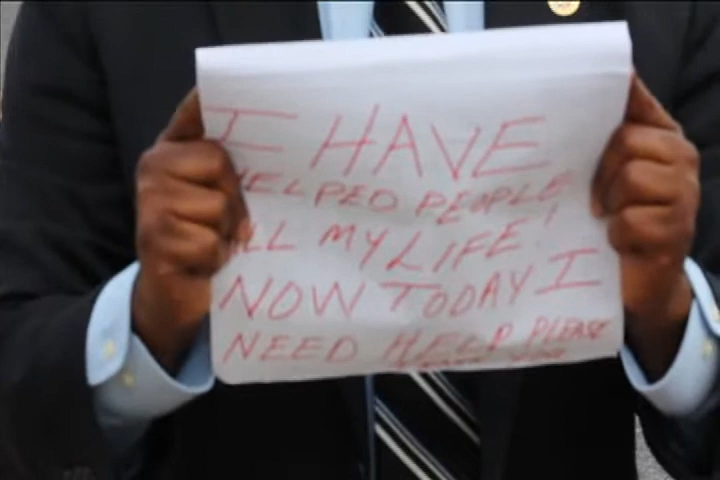 I HAVE
HELPED PEOPLE
ALL MY LIFE!
NOW TODAY I
NEED HELP PLEASE